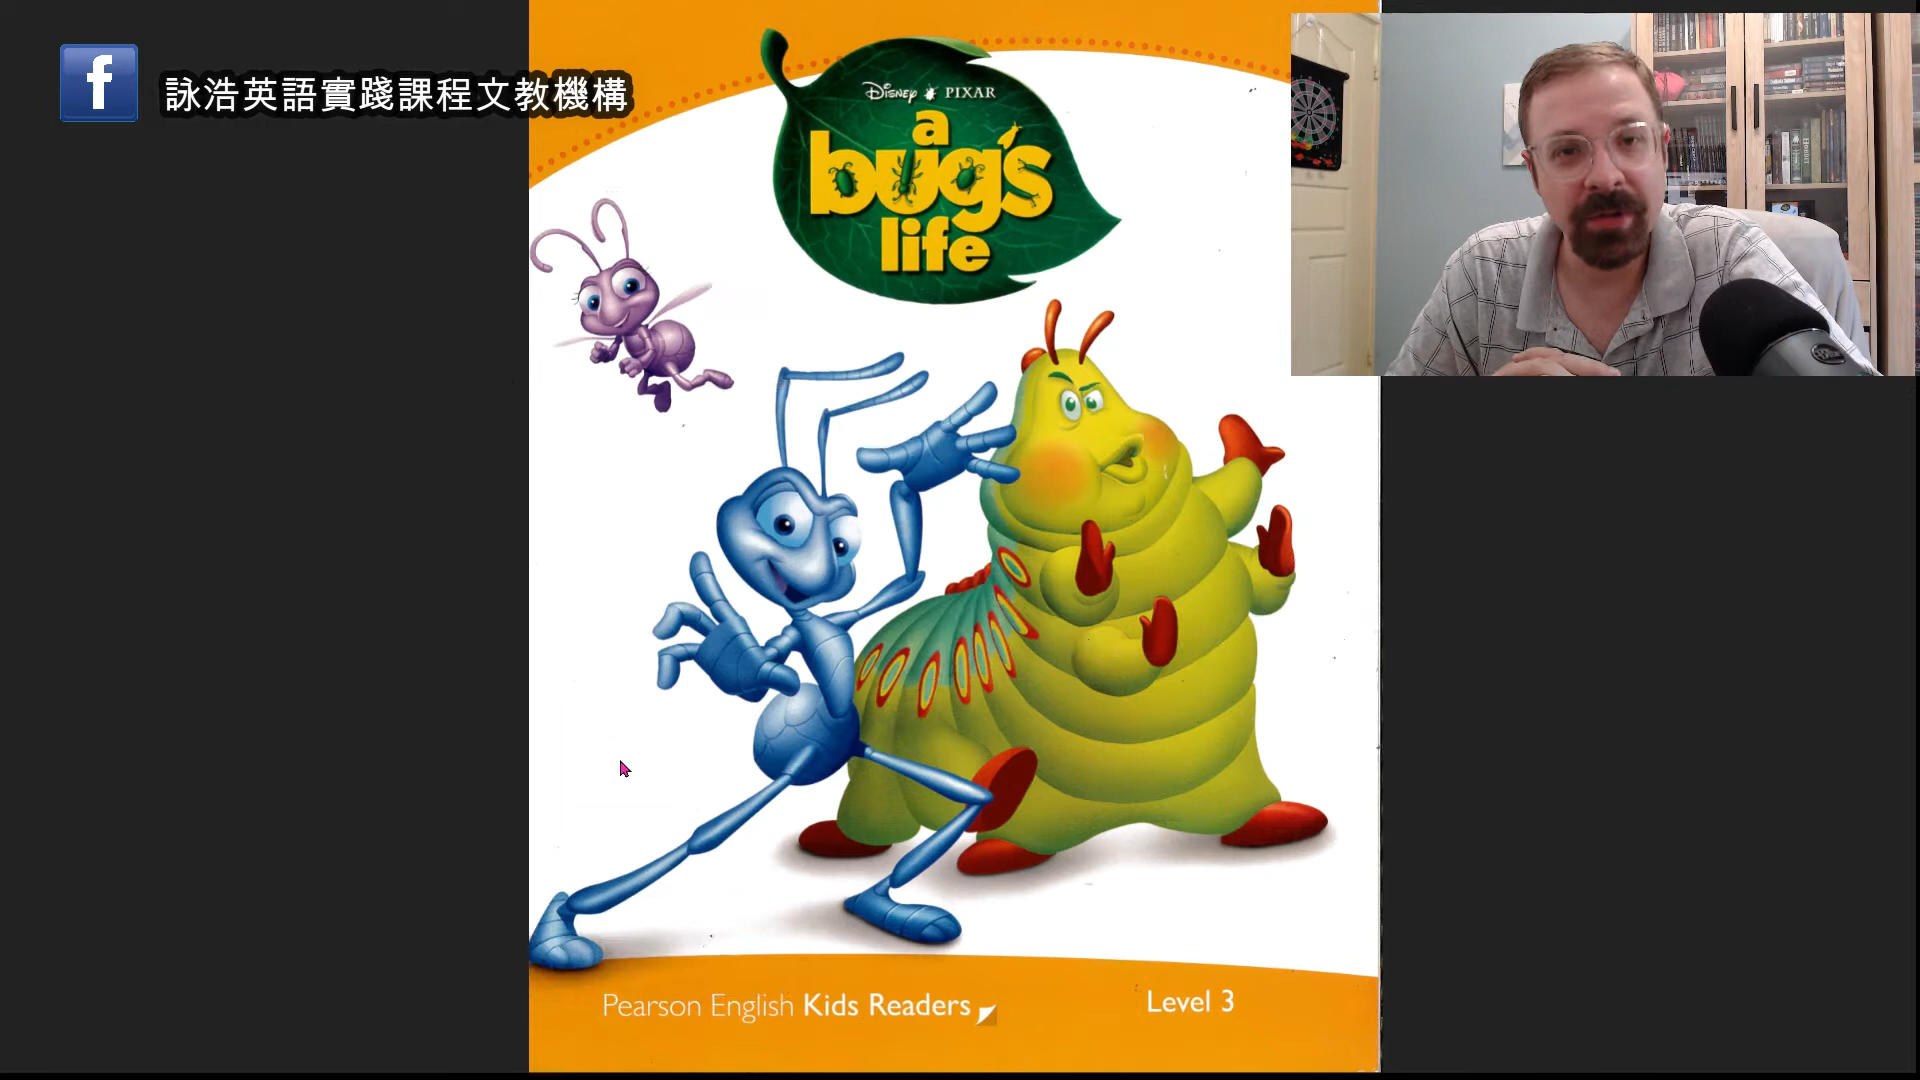 詠浩英語實踐課程文教機構
Disney PIXAR
a
bug's
life
Pearson English Kids Readers
Level 3